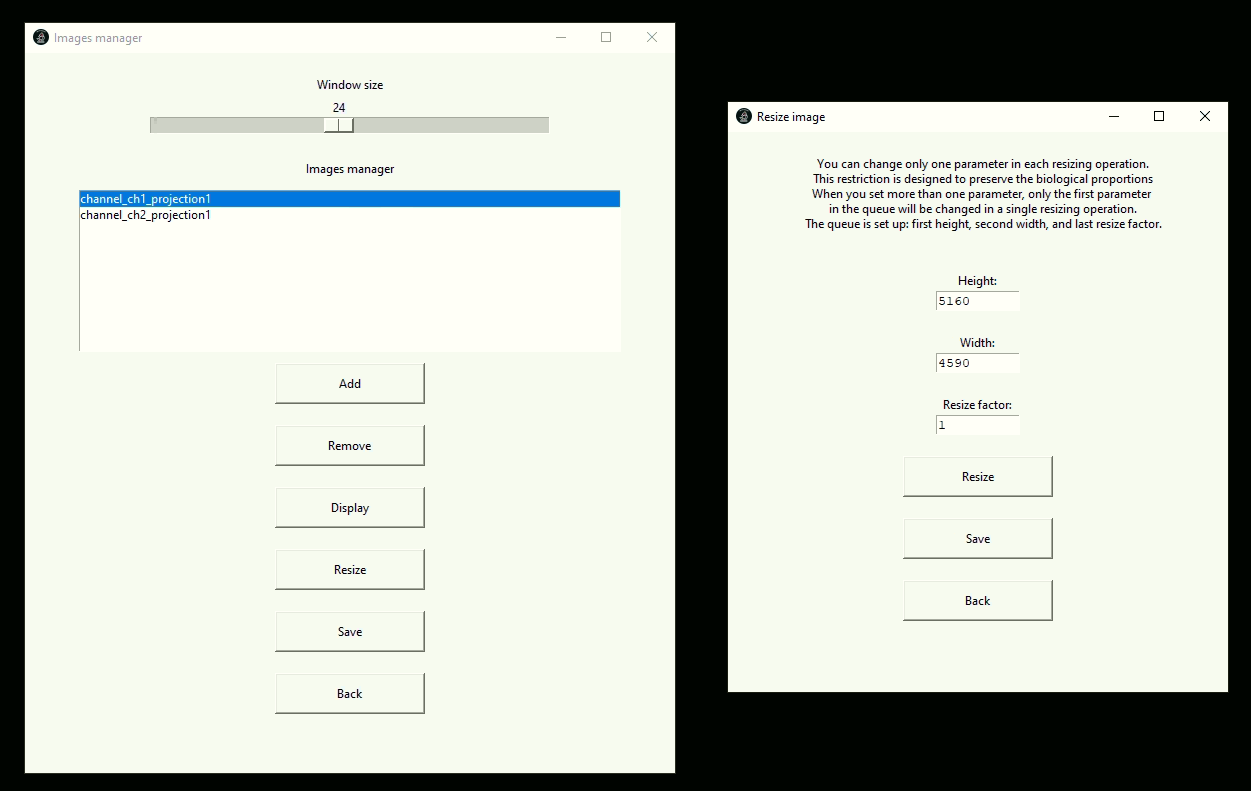 Images manager
Window size
24
Images manager
channel_ch1_projection1
channel_ch2_projection1
Add
Remove
Display
Resize
Save
Back
Resize image
You can change only one parameter in each resizing operation.
This restriction is designed to preserve the biological proportions
When you set more than one parameter, only the first parameter
in the queue will be changed in a single resizing operation.
The queue is set up: first height, second width, and last resize factor.
Height:
5160
Width:
4590
Resize factor:
1
Resize
Save
Back